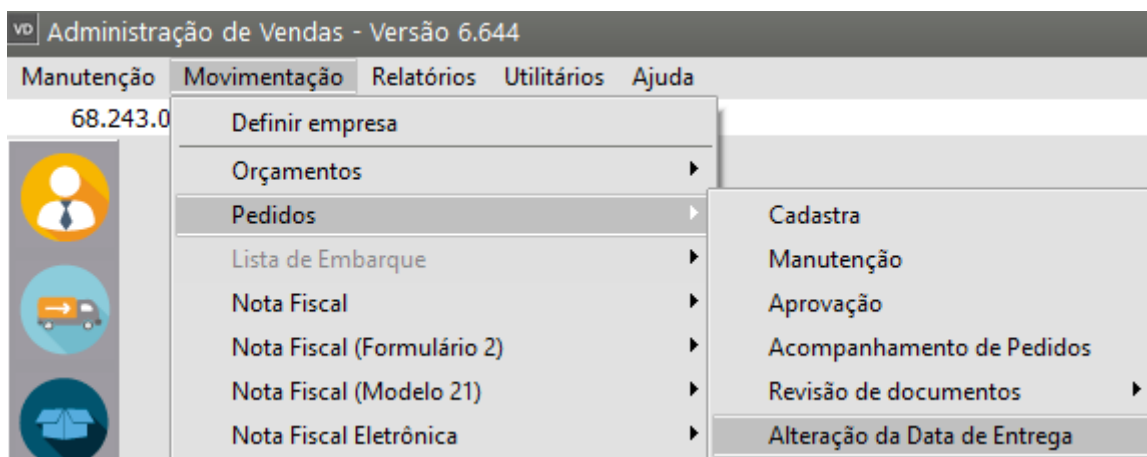 VD Administração de Vendas - Versão 6.644
Manutenção Movimentação Relatórios Utilitários Ajuda
68.243.0
Definir empresa
Orçamentos
Pedidos
Lista de Embarque
Nota Fiscal
Nota Fiscal (Formulário 2)
Nota Fiscal (Modelo 21)
Nota Fiscal Eletrônica
Cadastra
Manutenção
Aprovação
Acompanhamento de Pedidos
Revisão de documentos
Alteração da Data de Entrega